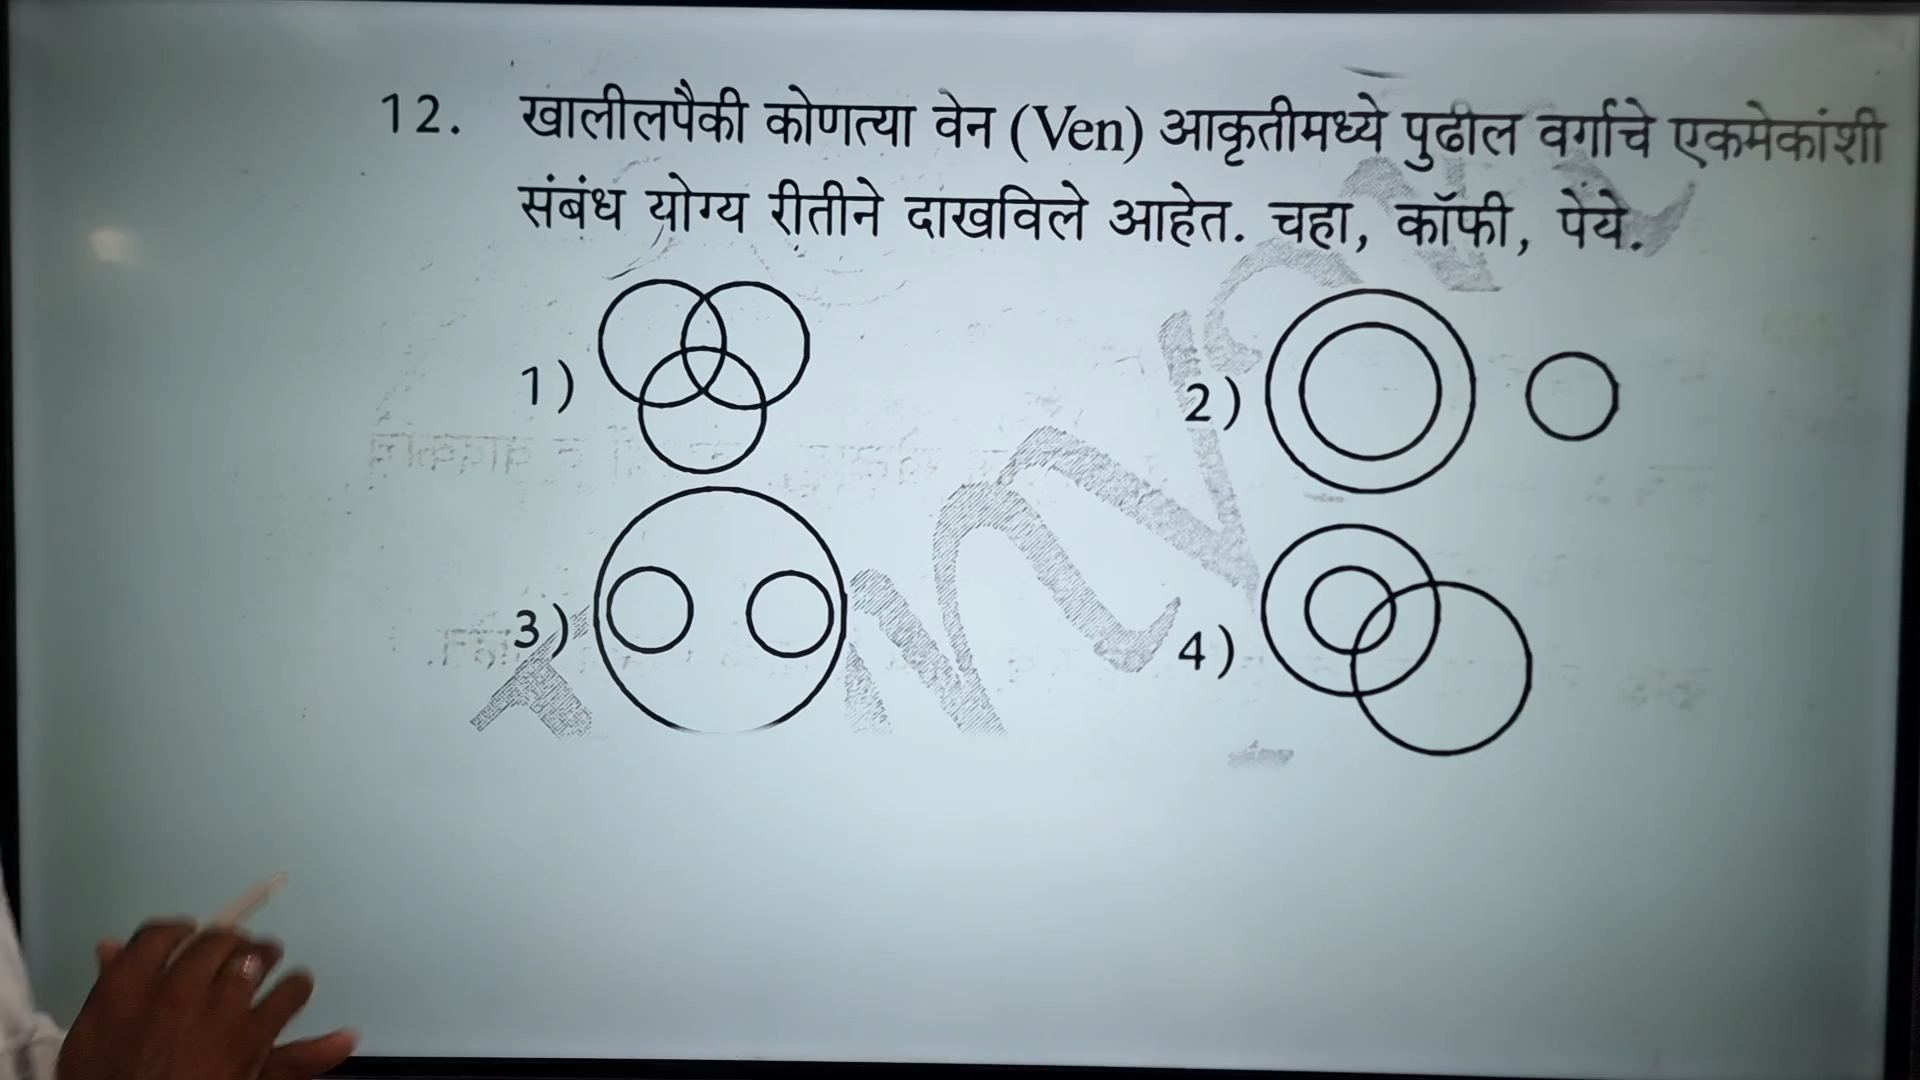 12. खालीलपैकी कोणत्या वेन (Ven) आकृतीमध्ये पुढील वर्गाचे एकमेकांशी
संबंध योग्य रीतीने दाखविले आहेत. चहा, कॉफी, पेये.
1) 2)
3) 4)